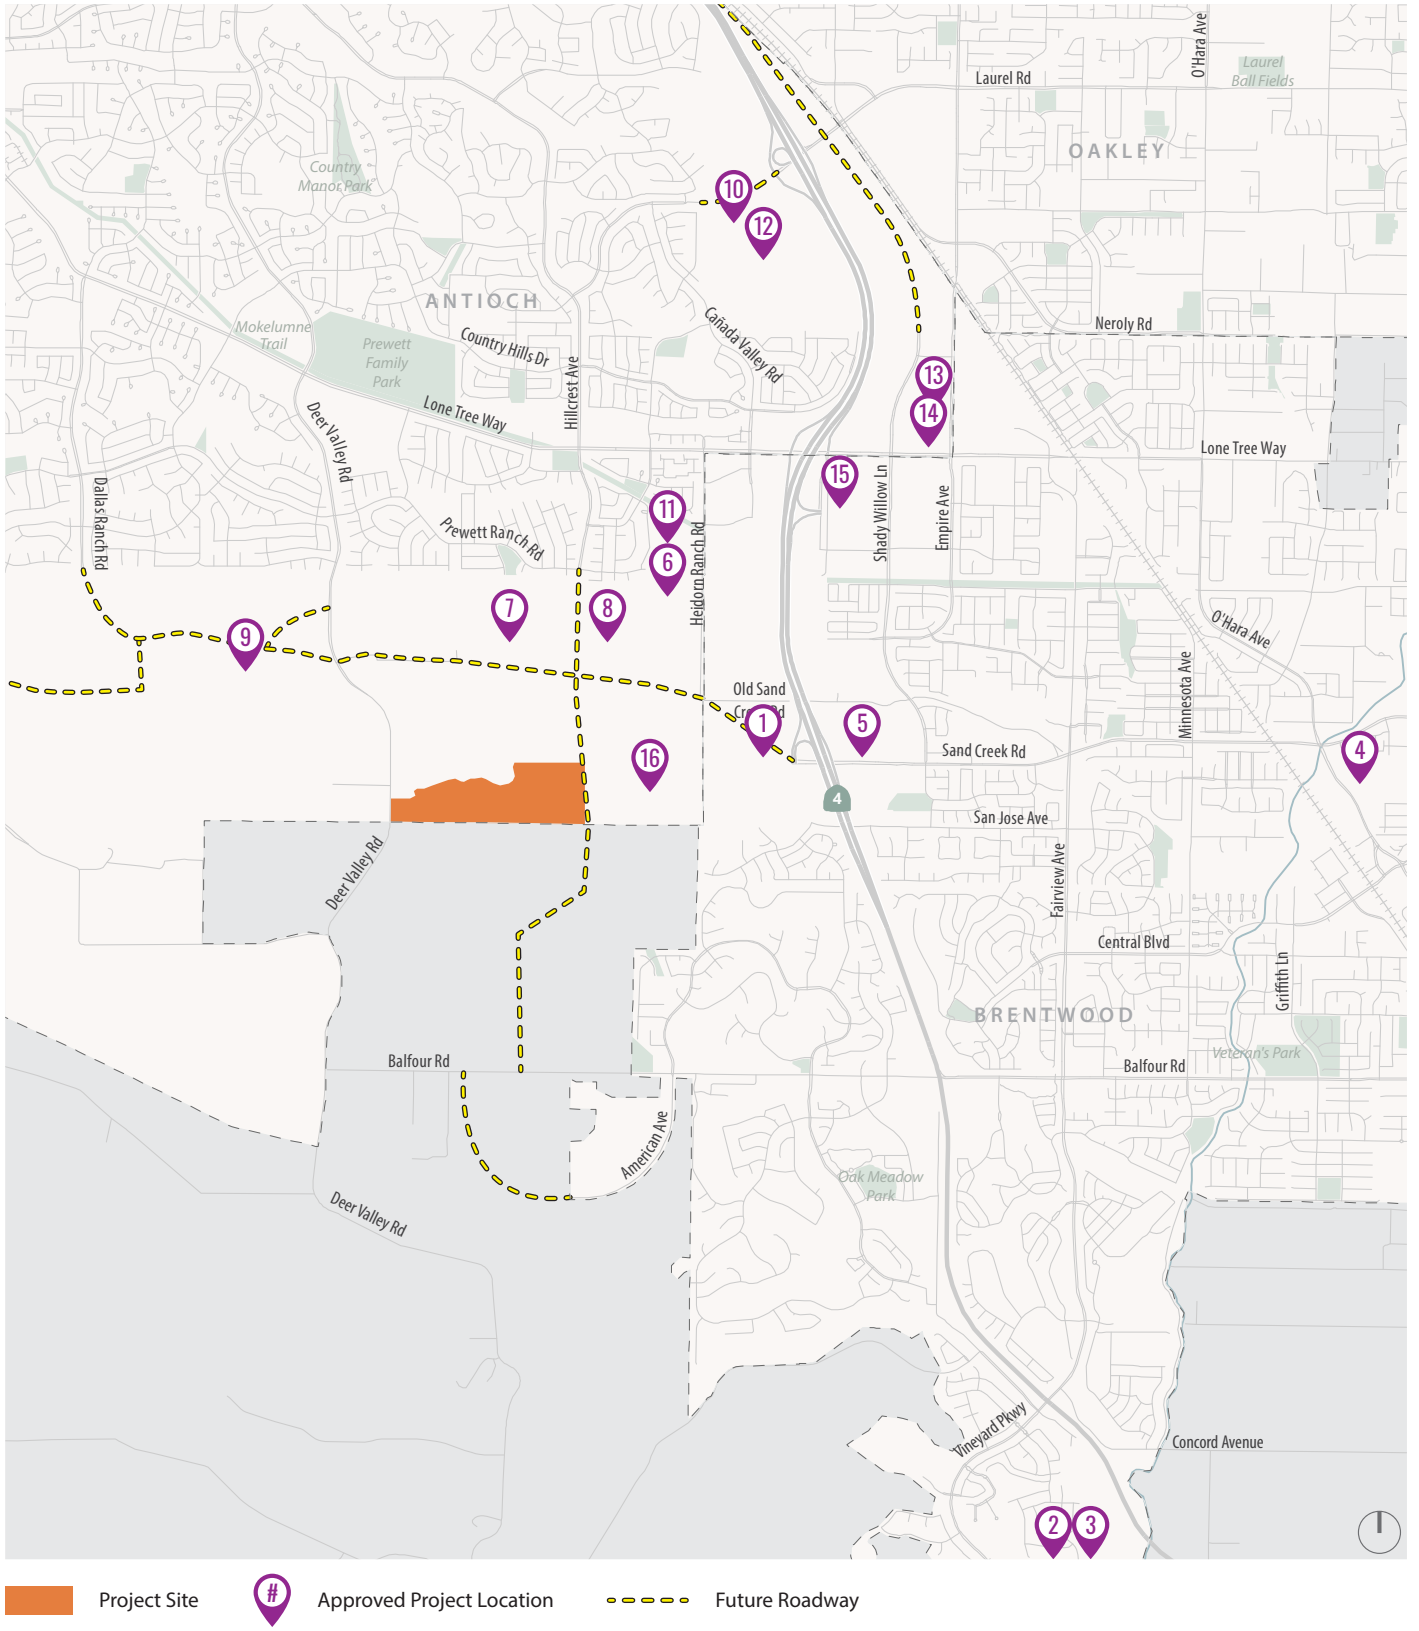 O'Hara Ave
Laurel Rd
Laurel
Ball Fields
OAKLEY
Country
Manor Park
10
12
ANTIOCH
Mokelumne
Trail
Prewett
Family
Park
Country Hills Dr
Cañada Valley Rd
Neroly Rd
Hillcrest Ave
13
14
Lone Tree Way
Deer Valley Rd
Lone Tree Way
15
Dallas Ranch Rd
Prewett Ranch Rd
11
6
Heidorn Ranch Rd
Shady Willow Ln
Empire Ave
7
8
9
O'Hara Ave
Minnesota Ave
Old Sand
Creek Rd
1
5
Sand Creek Rd
4
16
4
San Jose Ave
Deer Valley Rd
Fairview Ave
Central Blvd
Griffith Ln
BRENTWOOD
Balfour Rd
Veteran's Park
Balfour Rd
American Ave
Oak Meadow
Park
Deer Valley Rd
Vineyard Pkwy
Concord Avenue
2
3
Project Site
#
Approved Project Location
Future Roadway